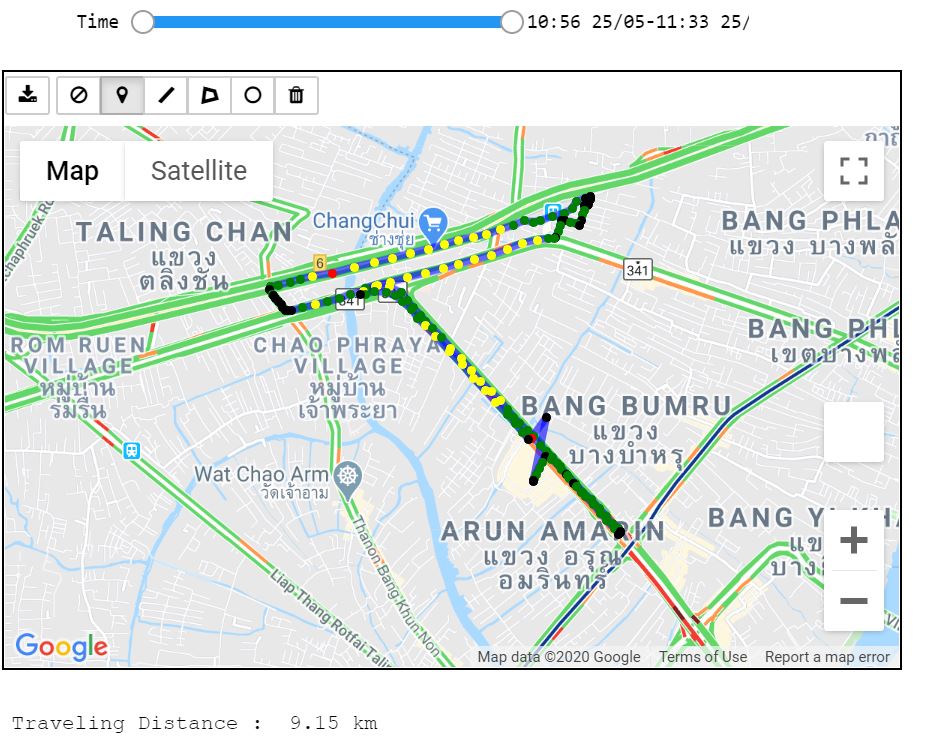 Time
10:56 25/05-11:33 25/
Map
Satellite
TALING CHAN
แขวง
ตลิ่งชัน
ChangChui
ช่างชุ่ย
BANG PHLA
แขวง บางพลั
6
341
341
ROM RUEN
VILLAGE
หมู่บ้าน
ร่มรื่น
CHAO PHRAYA
VILLAGE
หมู่บ้าน
เจ้าพระยา
BANG PHL
เขตบางพล
BANG BUMRU
แขวง
บางบำหรุ
Wat Chao Arm
วัดเจ้าอาม
ARUN AMARIN
แขวง อรุณ
อมรินทร์
BANG Y
Thanon Bang Khun Non
Liap Thang Rotfai Talin
Google
Map data ©2020 Google
Terms of Use
Report a map error
Traveling Distance : 9.15 km